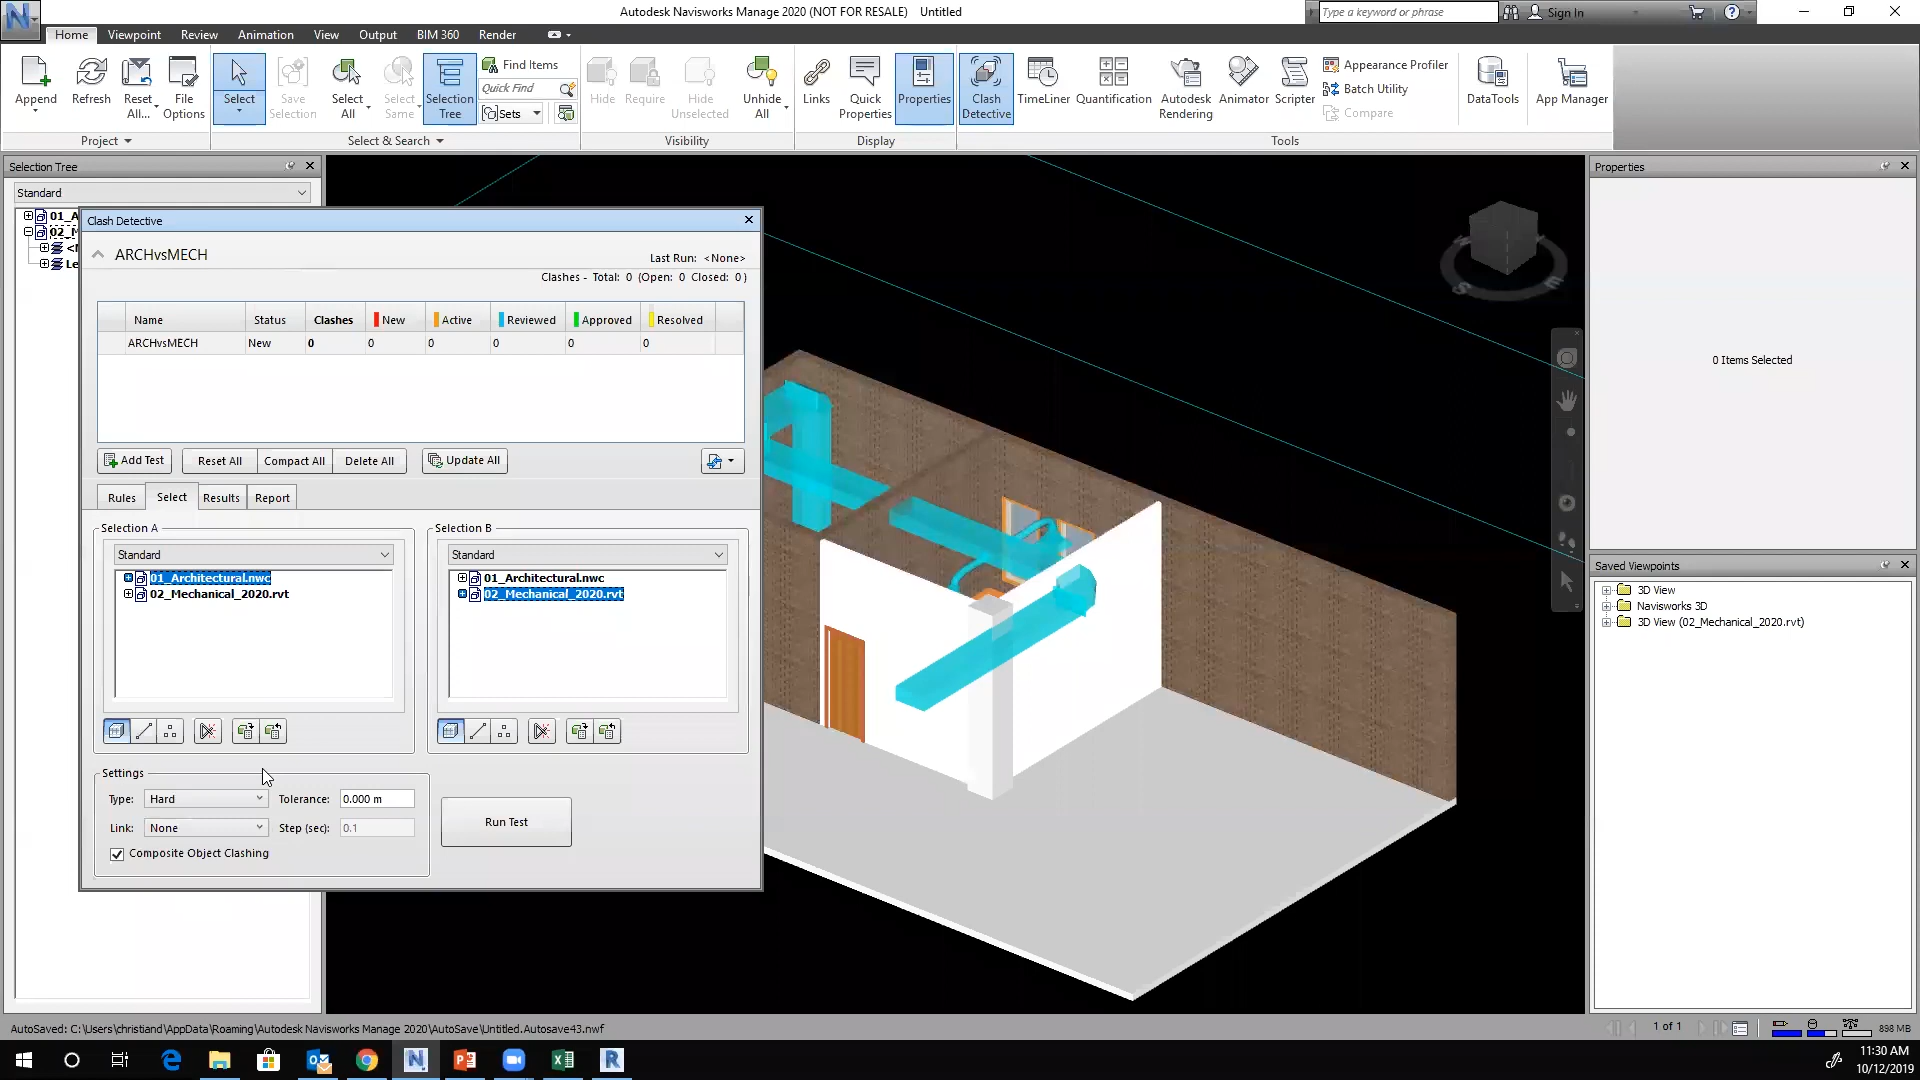 Autodesk Navisworks Manage 2020 (NOT FOR RESALE) Untitled
Type a keyword or phrase
Sign In
Home Viewpoint Review Animation View Output BIM 360 Render
Append
Refresh
Reset All...
File Options
Project
Select
Save Selection
Select All
Select Same
Selection Tree
Find Items
Quick Find
Sets
Select & Search
Hide
Require
Hide Unselected
Unhide All
Visibility
Links
Quick Properties
Properties
Display
Clash Detective
TimeLiner
Quantification
Autodesk Rendering
Animator
Scripter
Appearance Profiler
Batch Utility
Compare
Tools
DataTools
App Manager
Selection Tree
Standard
01_A
02_M
Le
Clash Detective
ARCHvsMECH
Last Run: <None>
Clashes - Total: 0 (Open: 0 Closed: 0)
Name Status Clashes New Active Reviewed Approved Resolved
ARCHvsMECH New 0 0 0 0 0 0
Add Test Reset All Compact All Delete All Update All
Rules Select Results Report
Selection A
Standard
01_Architectural.nwc
02_Mechanical_2020.rvt
Selection B
Standard
01_Architectural.nwc
02_Mechanical_2020.rvt
Settings
Type: Hard Tolerance: 0.000 m
Link: None Step (sec): 0.1
Composite Object Clashing
Run Test
S E
Properties
0 Items Selected
Saved Viewpoints
3D View
Navisworks 3D
3D View (02_Mechanical_2020.rvt)
AutoSaved: C:\Users\christiand\AppData\Roaming\Autodesk Navisworks Manage 2020\AutoSave\Untitled.Autosave43.nwf
1 of 1
898 MB
11:30 AM
10/12/2019